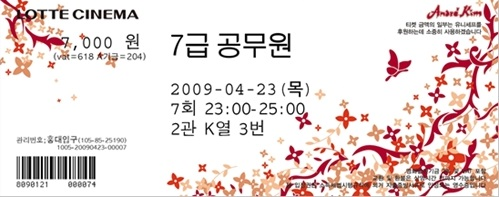 LOTTE CINEMA
7,000 원
(vat=618 A기금=204)
André Kim
티켓 금액의 일부는 유니세프를
후원하는데 소중히 사용하겠습니다
7급 공무원
2009-04-23(목)
7회 23:00-25:00
2관 K열 3번
관리번호;홍대입구(105-85-25190)
1005-20090423-00007
8090121 000074